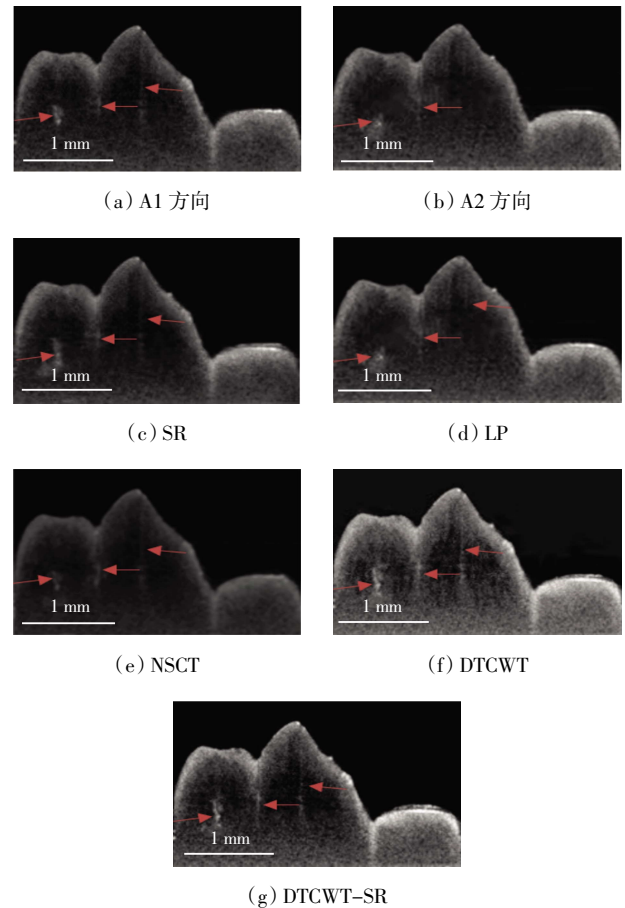 1 mm
1 mm
(a) A1 方向
(b) A2 方向
1 mm
1 mm
(c) SR
(d) LP
1 mm
1 mm
(e) NSCT
(f) DTCWT
1 mm
(g) DTCWT-SR